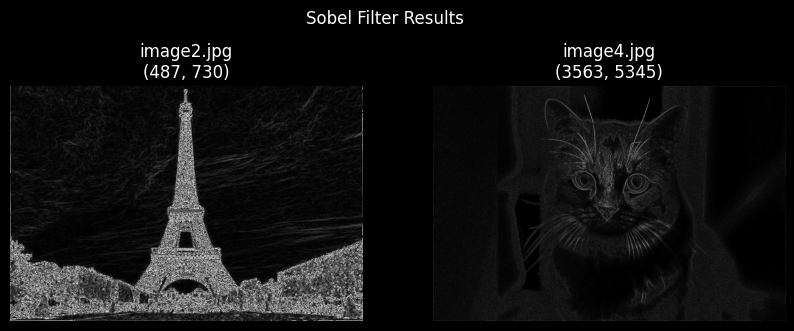 Sobel Filter Results
image2.jpg
(487, 730)
image4.jpg
(3563, 5345)